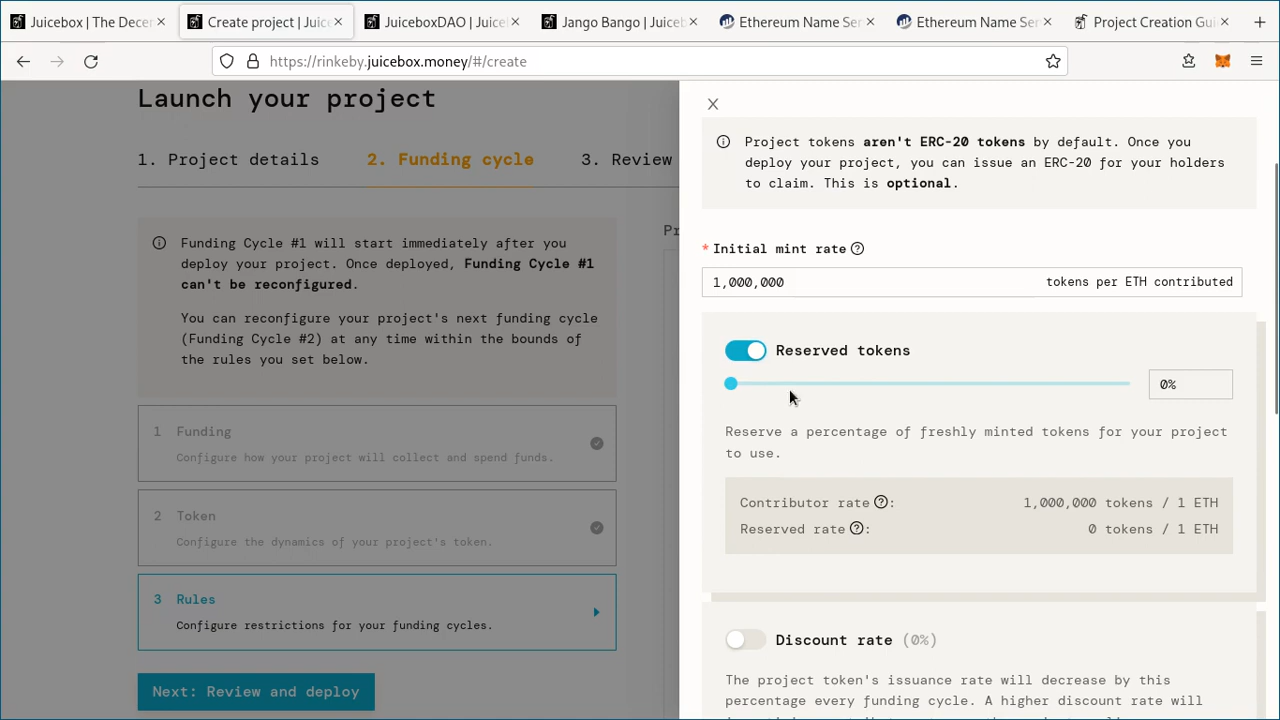 Juicebox | The Decen
Create project | Juice
JuiceboxDAO | Juicel
Jango Bango | Juicebo
Ethereum Name Ser
Ethereum Name Ser
Project Creation Gui
https://rinkeby.juicebox.money/#/create
Launch your project
1. Project details
2. Funding cycle
3. Review
Funding Cycle #1 will start immediately after you
deploy your project. Once deployed, Funding Cycle #1
can't be reconfigured.
You can reconfigure your project's next funding cycle
(Funding Cycle #2) at any time within the bounds of
the rules you set below.
1 Funding
Configure how your project will collect and spend funds.
2 Token
Configure the dynamics of your project's token.
3 Rules
Configure restrictions for your funding cycles.
Next: Review and deploy
Pr
Project tokens aren't ERC-20 tokens by default. Once you
deploy your project, you can issue an ERC-20 for your holders
to claim. This is optional.
* Initial mint rate
1,000,000 tokens per ETH contributed
Reserved tokens
0%
Reserve a percentage of freshly minted tokens for your project
to use.
Contributor rate : 1,000,000 tokens / 1 ETH
Reserved rate : 0 tokens / 1 ETH
Discount rate (0%)
The project token's issuance rate will decrease by this
percentage every funding cycle. A higher discount rate will